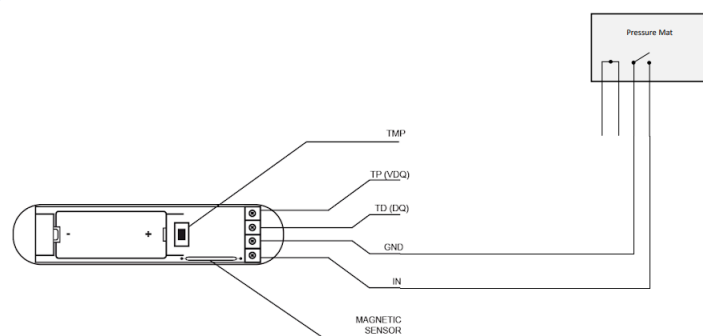 Pressure Mat
TMP
TP (VDQ)
TD (DQ)
GND
IN
- +
MAGNETIC
SENSOR